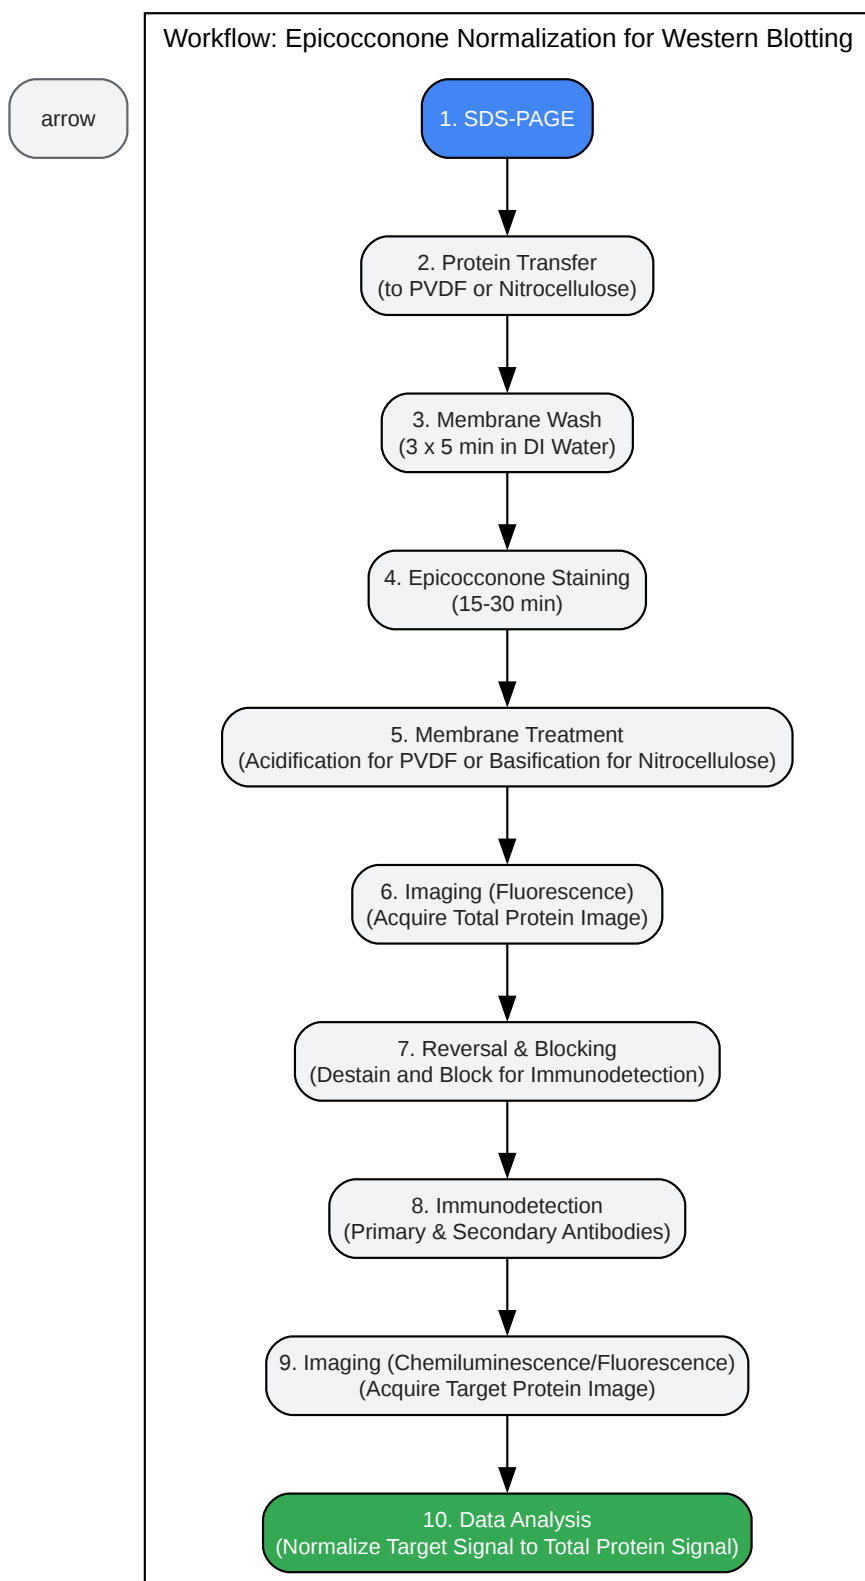 Workflow: Epicocconone Normalization for Western Blotting
arrow
1. SDS-PAGE
2. Protein Transfer
(to PVDF or Nitrocellulose)
3. Membrane Wash
(3 x 5 min in DI Water)
4. Epicocconone Staining
(15-30 min)
5. Membrane Treatment
(Acidification for PVDF or Basification for Nitrocellulose)
6. Imaging (Fluorescence)
(Acquire Total Protein Image)
7. Reversal & Blocking
(Destain and Block for Immunodetection)
8. Immunodetection
(Primary & Secondary Antibodies)
9. Imaging (Chemiluminescence/Fluorescence)
(Acquire Target Protein Image)
10. Data Analysis
(Normalize Target Signal to Total Protein Signal)